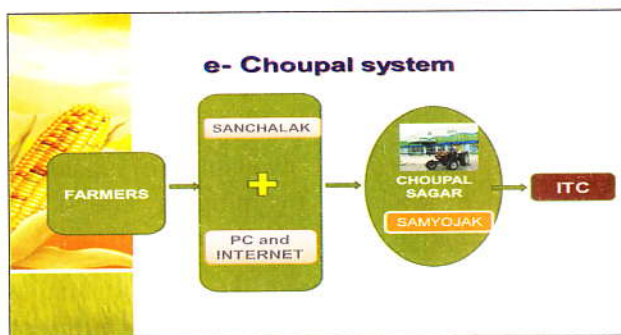 e- Choupal system
FARMERS
SANCHALAK
PC and
INTERNET
CHOUPAL
SAGAR
SAMYOJAK
ITC